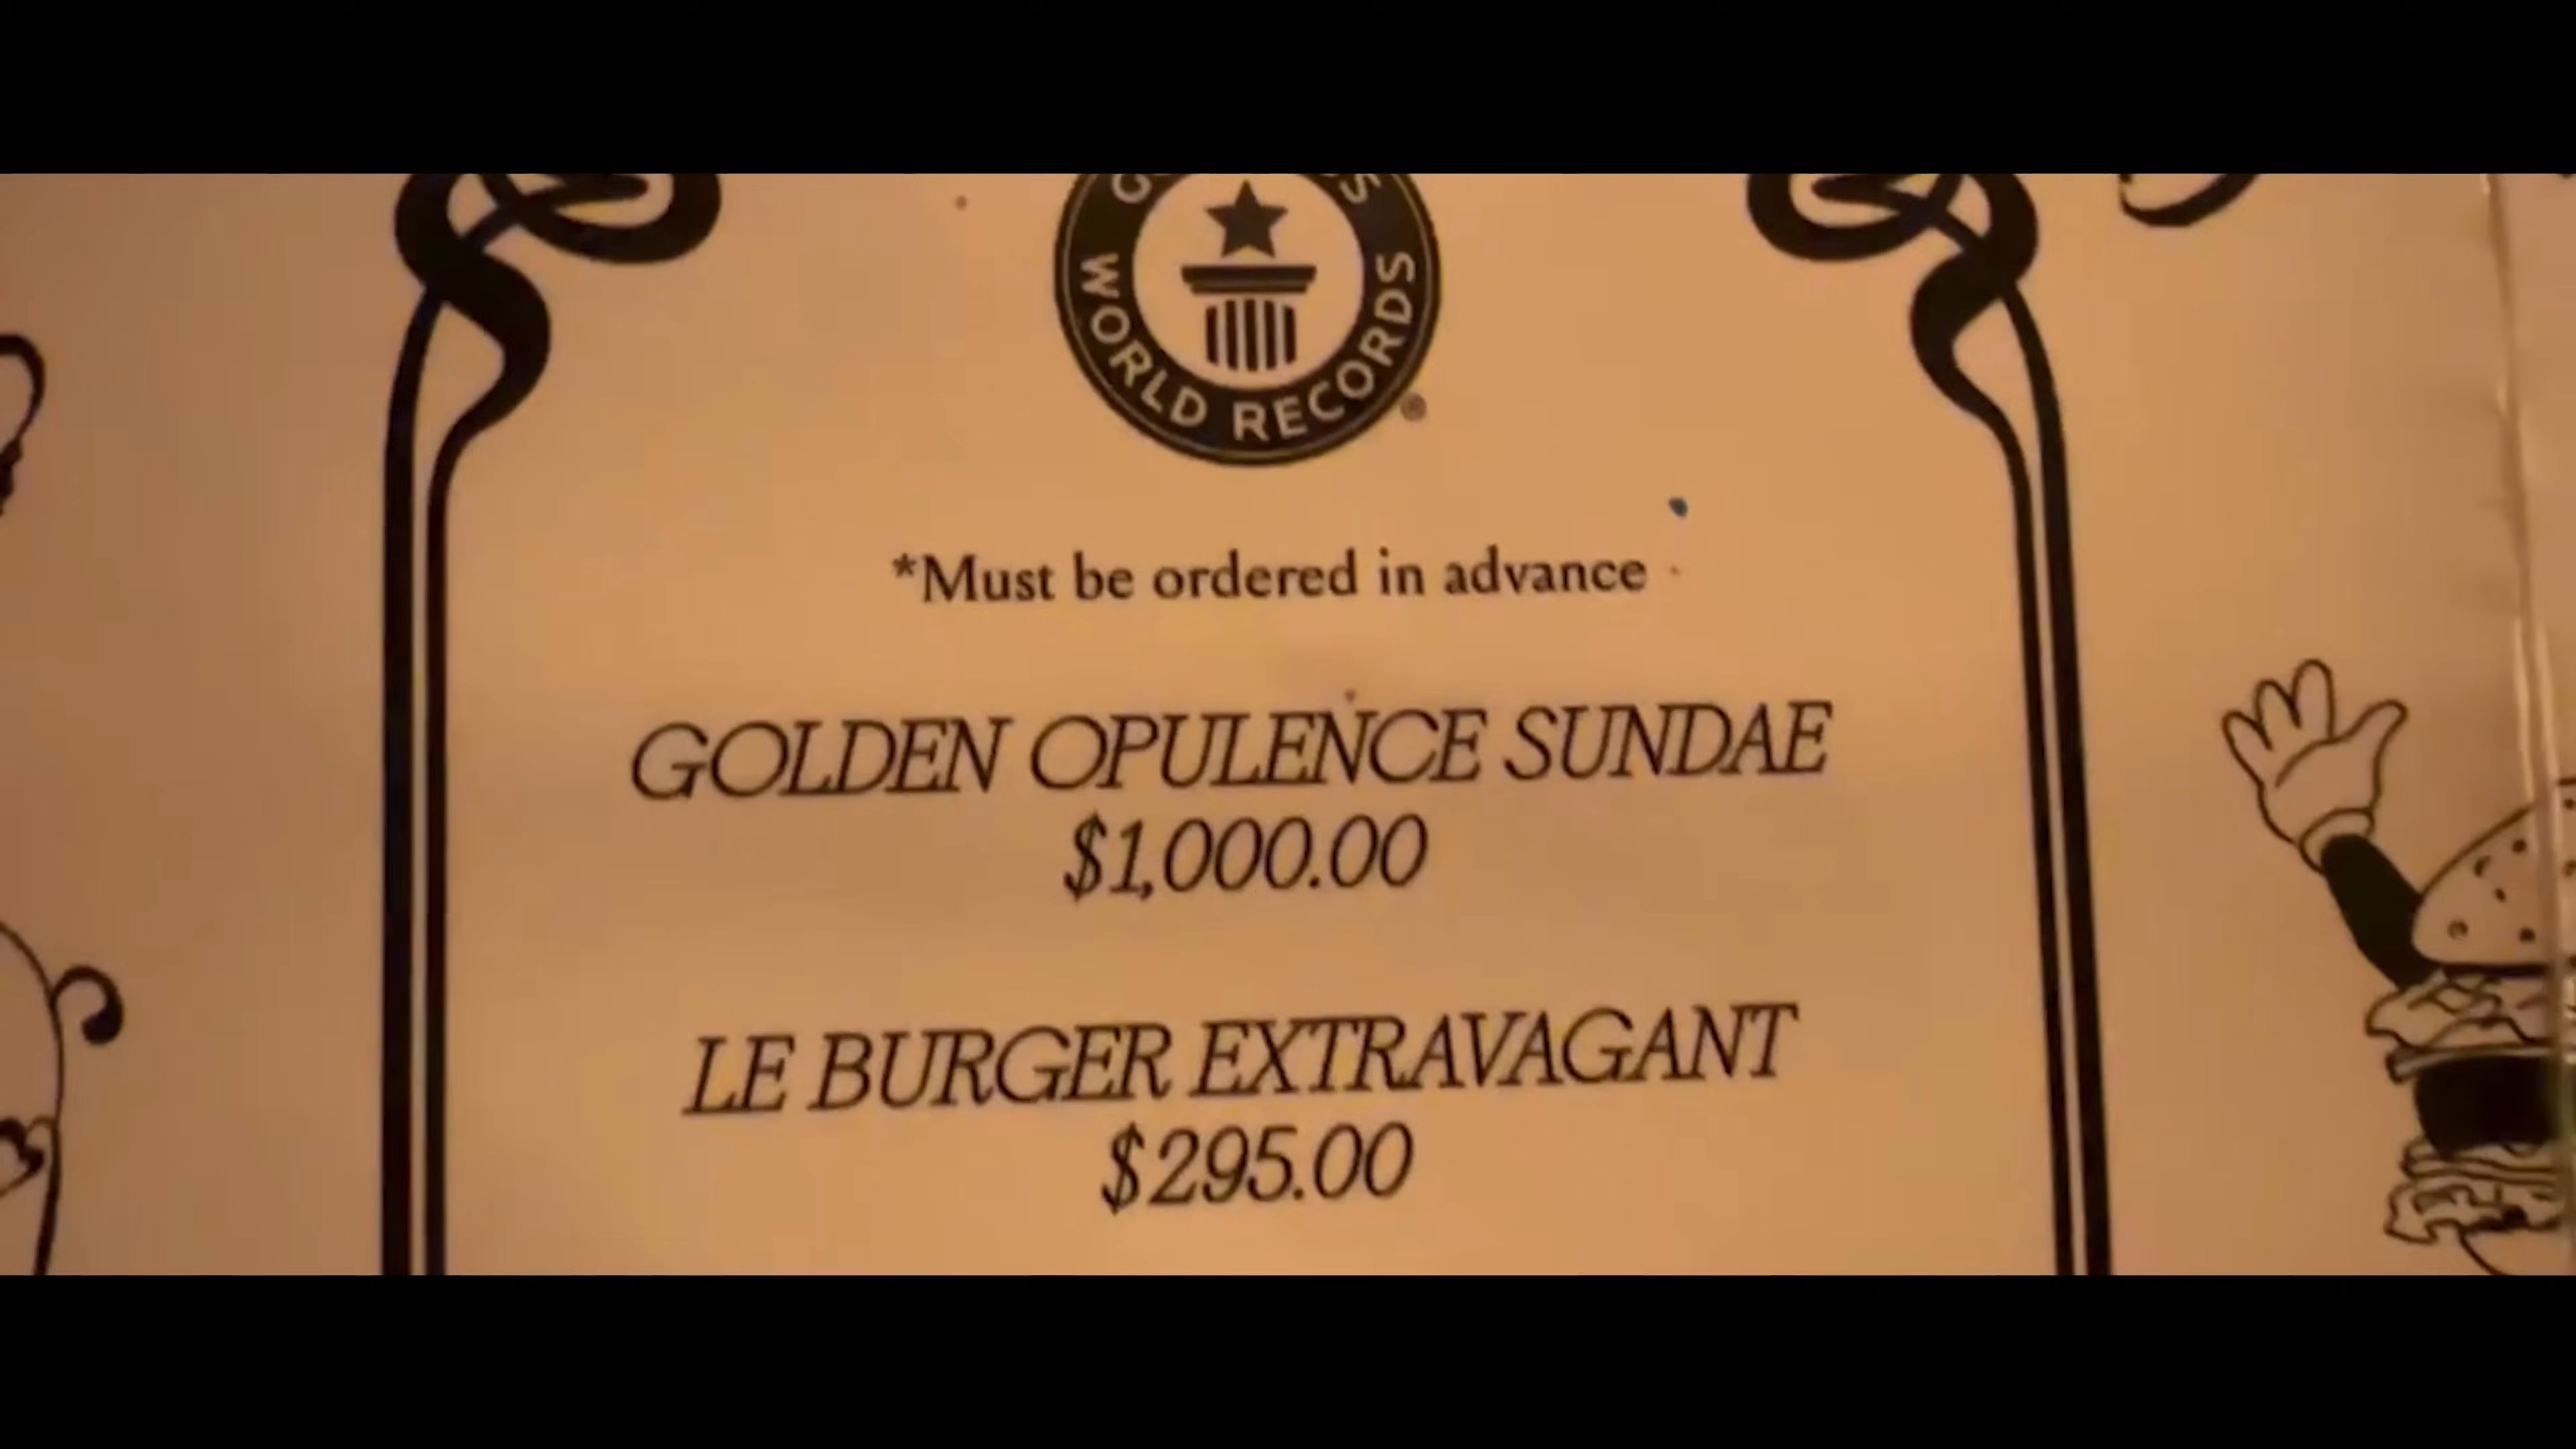 WORLD RECORDS
®
*Must be ordered in advance
GOLDEN OPULENCE SUNDAE
$1,000.00
LE BURGER EXTRAVAGANT
$295.00